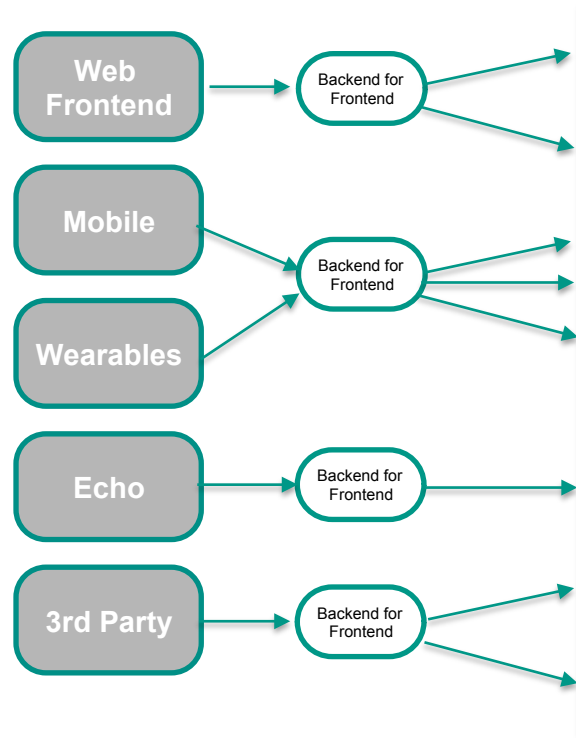 Web
Frontend
Backend for
Frontend
Mobile
Backend for
Frontend
Wearables
Echo
Backend for
Frontend
3rd Party
Backend for
Frontend